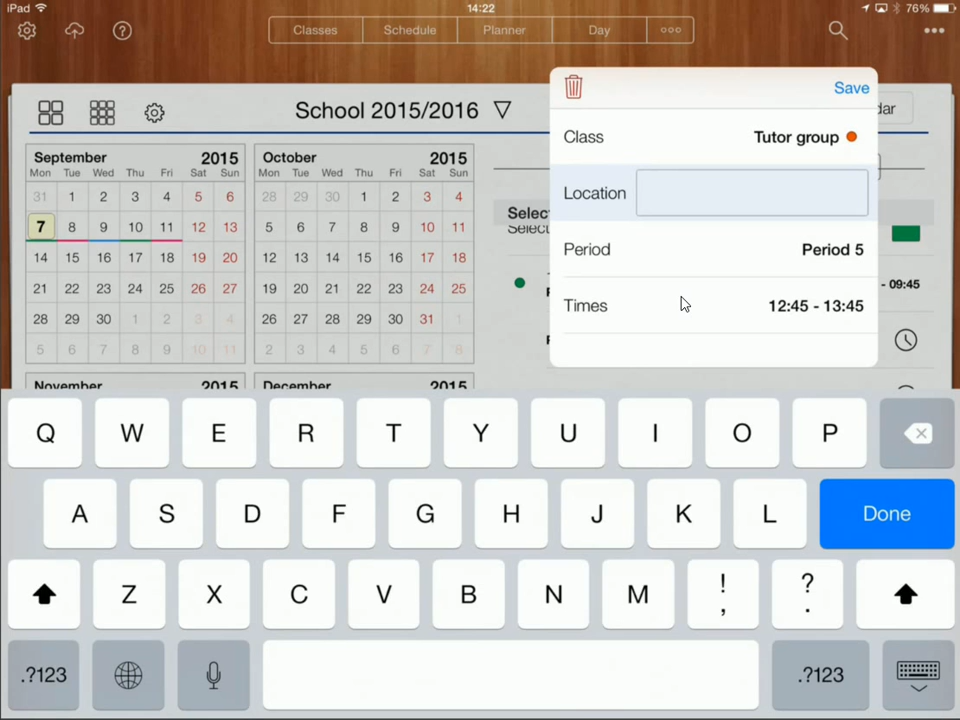 iPad 14:22 76%
Classes Schedule Planner Day
School 2015/2016
dar
Save
Class Tutor group
Location
Period Period 5
Times 12:45 - 13:45
September 2015
Mon Tue Wed Thu Fri Sat Sun
31 1 2 3 4 5 6
7 8 9 10 11 12 13
14 15 16 17 18 19 20
21 22 23 24 25 26 27
28 29 30 1 2 3 4
5 6 7 8 9 10 11
October 2015
Mon Tue Wed Thu Fri Sat Sun
28 29 30 1 2 3 4
5 6 7 8 9 10 11
12 13 14 15 16 17 18
19 20 21 22 23 24 25
26 27 28 29 30 31 1
2 3 4 5 6 7 8
Selec
Select
- 09:45
November 2015
December 2015
Q W E R T Y U I O P
A S D F G H J K L Done
Z X C V B N M ! , ? .
.?123 .?123